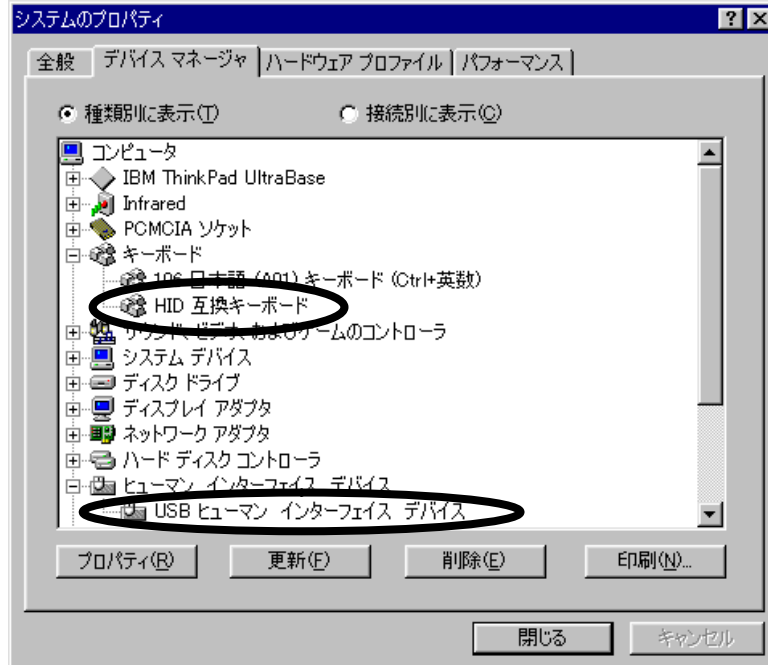 システムのプロパティ
全般 デバイス マネージャ ハードウェア プロファイル パフォーマンス
種類別に表示(T) 接続別に表示(C)
コンピュータ
IBM ThinkPad UltraBase
Infrared
PCMCIA ソケット
キーボード
106 日本語 (A01) キーボード (Ctrl+英数)
HID 互換キーボード
サウンド、ビデオ、およびゲームのコントローラ
システム デバイス
ディスク ドライブ
ディスプレイ アダプタ
ネットワーク アダプタ
ハード ディスク コントローラ
ヒューマン インターフェイス デバイス
USB ヒューマン インターフェイス デバイス
プロパティ(R) 更新(F) 削除(E) 印刷(N)...
閉じる キャンセル